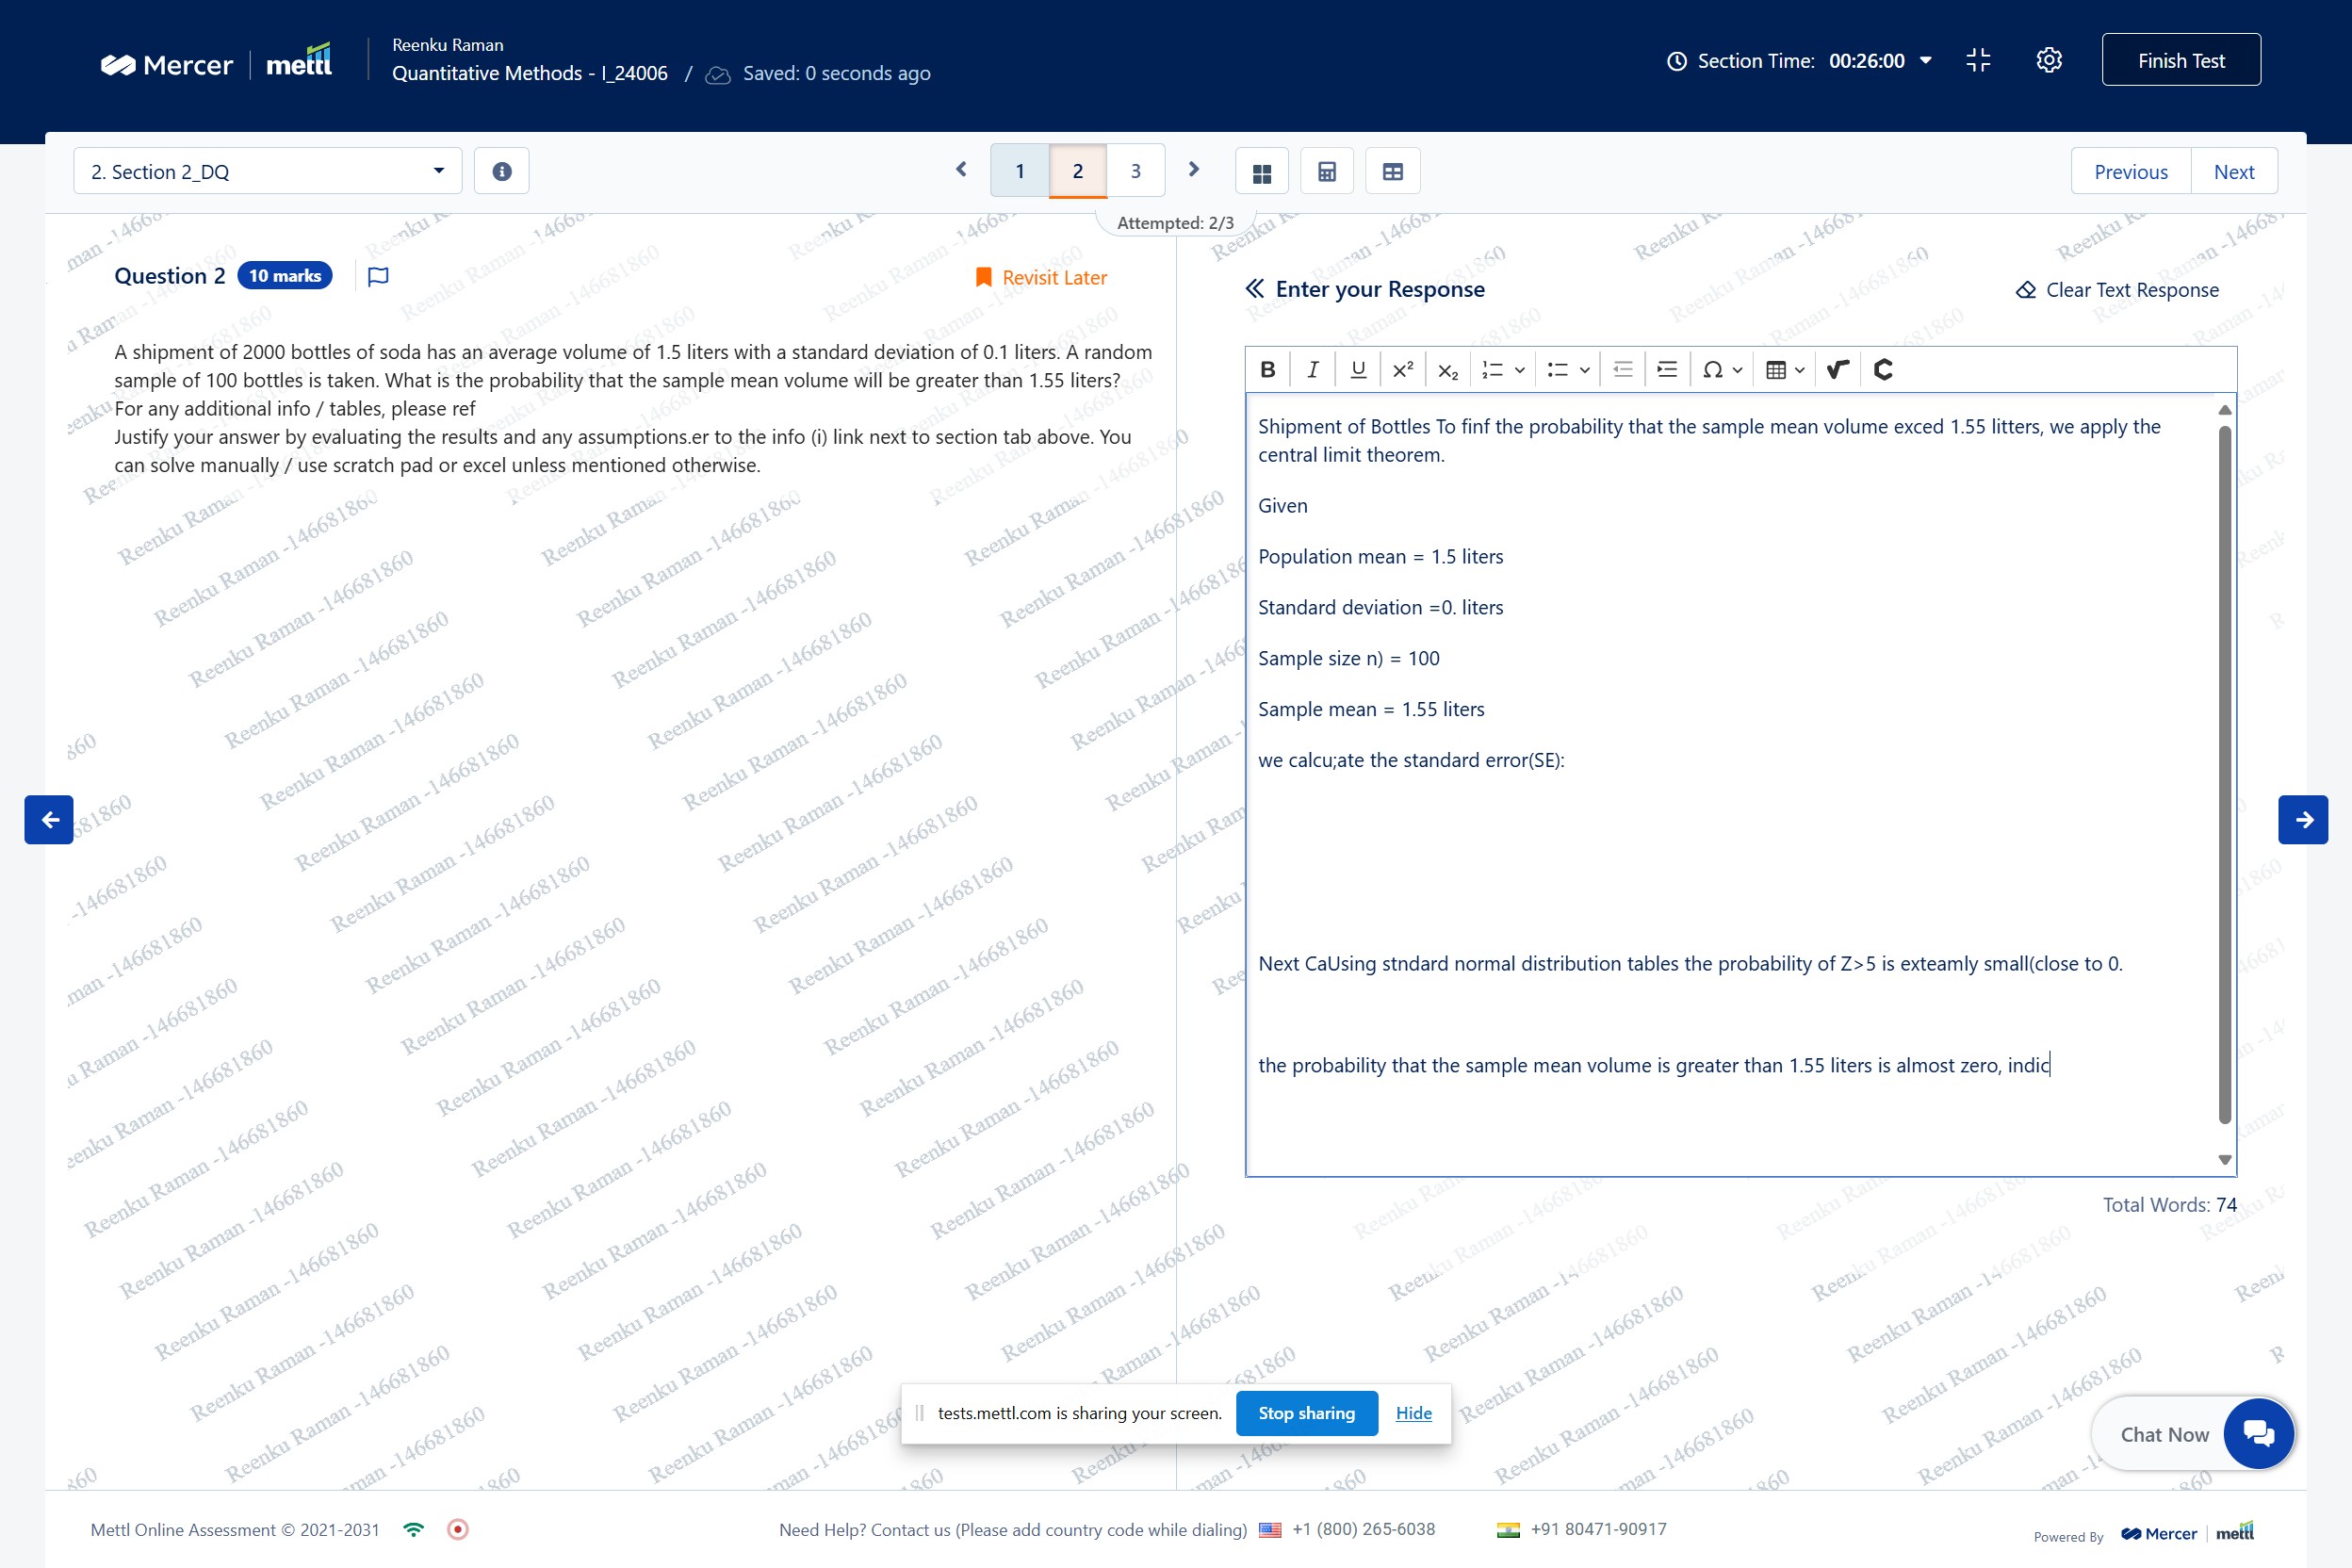 Mercer mettl
Reenku Raman
Quantitative Methods - I_24006 / Saved: 0 seconds ago
Section Time: 00:26:00
Finish Test
2. Section 2_DQ
1 2 3
Previous Next
Attempted: 2/3
Question 2 10 marks
Revisit Later
A shipment of 2000 bottles of soda has an average volume of 1.5 liters with a standard deviation of 0.1 liters. A random
sample of 100 bottles is taken. What is the probability that the sample mean volume will be greater than 1.55 liters?
For any additional info / tables, please ref
Justify your answer by evaluating the results and any assumptions.er to the info (i) link next to section tab above. You
can solve manually / use scratch pad or excel unless mentioned otherwise.
Enter your Response
Clear Text Response
B I U x² x₂ Ω
Shipment of Bottles To finf the probability that the sample mean volume exced 1.55 litters, we apply the
central limit theorem.
Given
Population mean = 1.5 liters
Standard deviation =0. liters
Sample size n) = 100
Sample mean = 1.55 liters
we calcu;ate the standard error(SE):
Next CaUsing stndard normal distribution tables the probability of Z>5 is exteamly small(close to 0.
the probability that the sample mean volume is greater than 1.55 liters is almost zero, indic
Total Words: 74
Reenku Raman -146681860
tests.mettl.com is sharing your screen. Stop sharing Hide
Chat Now
Mettl Online Assessment © 2021-2031
Need Help? Contact us (Please add country code while dialing) +1 (800) 265-6038 +91 80471-90917
Powered By Mercer mettl